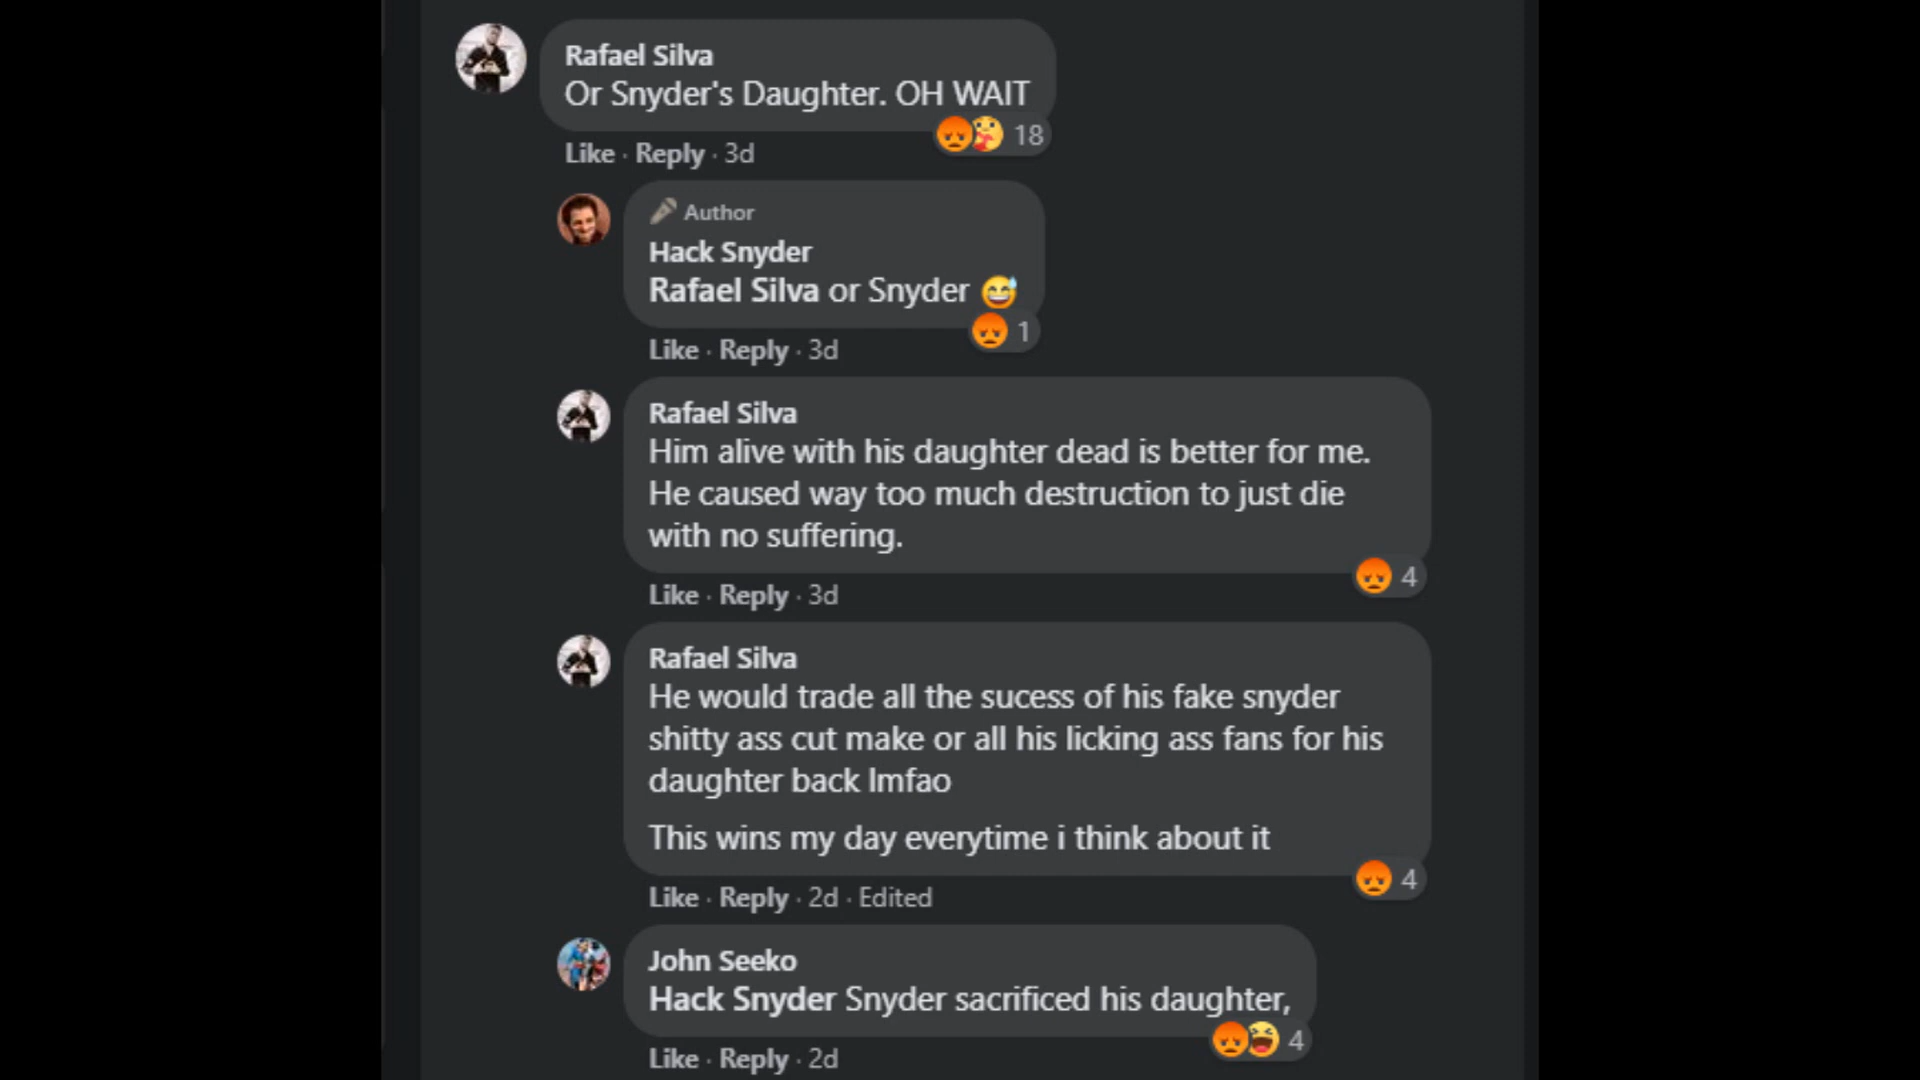 Rafael Silva
Or Snyder's Daughter. OH WAIT
18
Like · Reply · 3d
Author
Hack Snyder
Rafael Silva or Snyder 😅
1
Like · Reply · 3d
Rafael Silva
Him alive with his daughter dead is better for me.
He caused way too much destruction to just die
with no suffering.
4
Like · Reply · 3d
Rafael Silva
He would trade all the sucess of his fake snyder
shitty ass cut make or all his licking ass fans for his
daughter back lmfao
This wins my day everytime i think about it
4
Like · Reply · 2d · Edited
John Seeko
Hack Snyder Snyder sacrificed his daughter,
4
Like · Reply · 2d